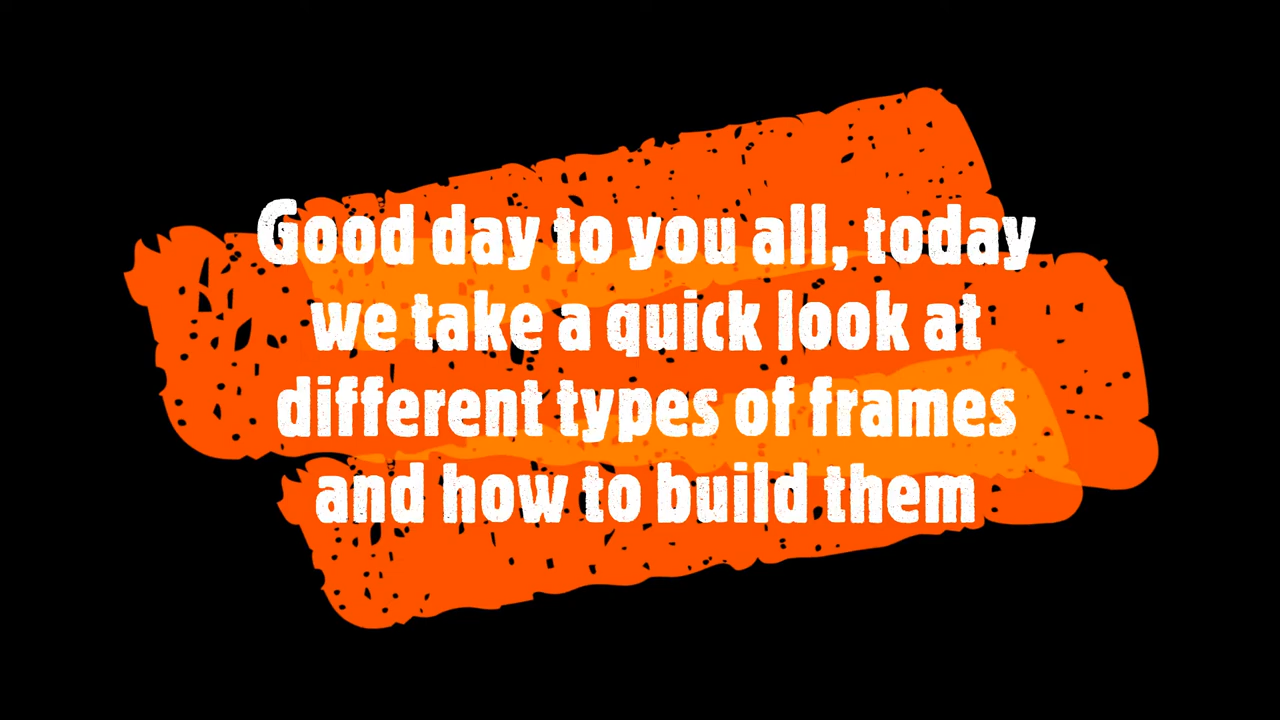 Good day to you all, today
we take a quick look at
different types of frames
and how to build them